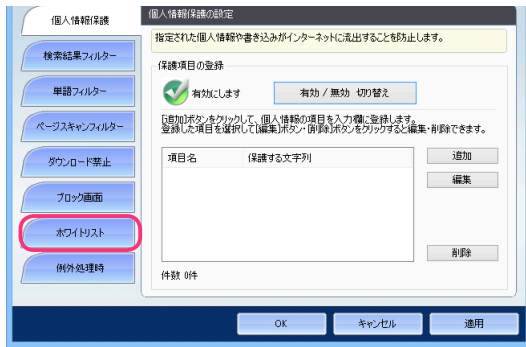 個人情報保護
検索結果フィルター
単語フィルター
ページスキャンフィルター
ダウンロード禁止
ブロック画面
ホワイトリスト
例外処理時
個人情報保護の設定
指定された個人情報や書き込みがインターネットに流出することを防止します。
保護項目の登録
有効にします
有効 / 無効 切り替え
[追加]ボタンをクリックして、個人情報の項目を入力欄に登録します。
登録した項目を選択して[編集]ボタン・[削除]ボタンをクリックすると編集・削除できます。
項目名 保護する文字列
追加
編集
削除
件数 0件
OK キャンセル 適用